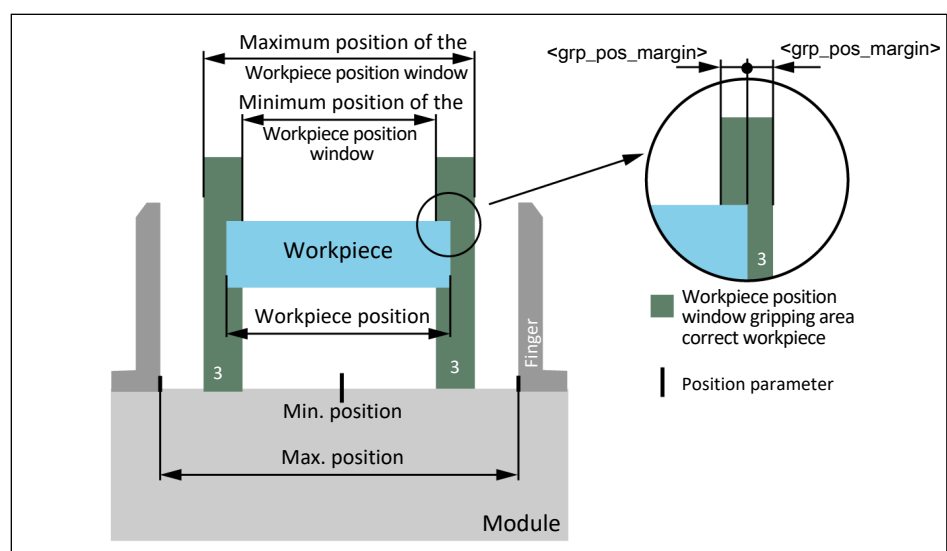 Maximum position of the
Workpiece position window
Minimum position of the
Workpiece position
window
<grp_pos_margin>
<grp_pos_margin>
Workpiece
Workpiece position
3
3
Finger
Min. position
Max. position
Module
3
Workpiece position
window gripping area
correct workpiece
Position parameter